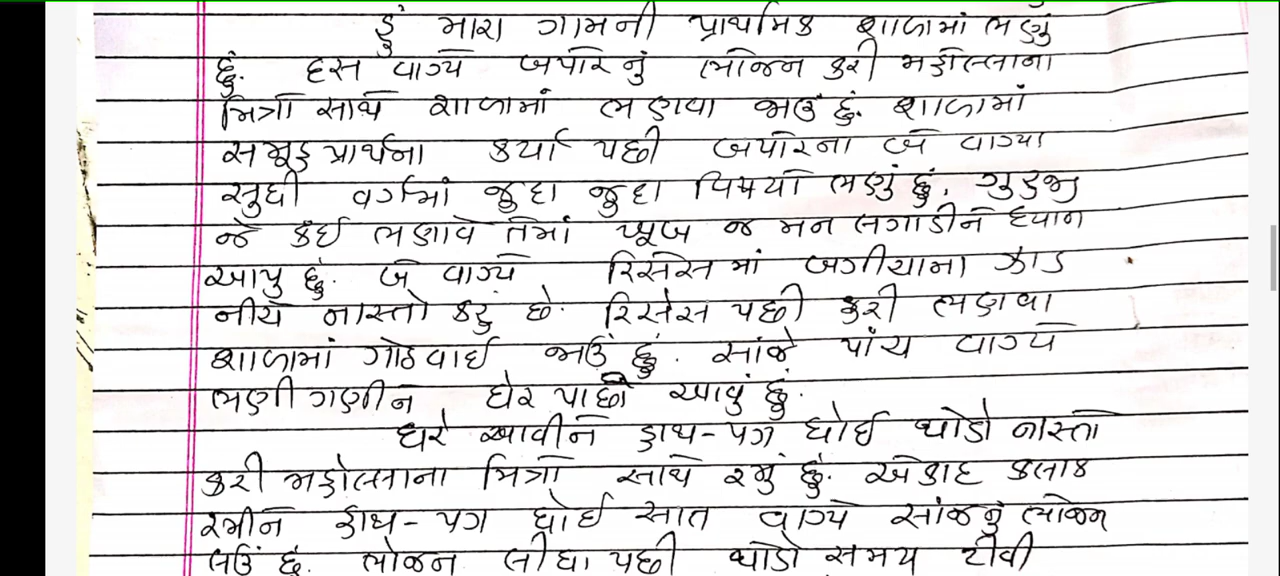 હું મારા ગામની પ્રાથમિક શાળામાં ભણું
છું. દસ વાગ્યે બપોરનું ભોજન કરી મહોલ્લાના
મિત્રો સાથે શાળામાં ભણવા જાઉં છું. શાળામાં
સમૂહ પ્રાર્થના કર્યા પછી બપોરના બે વાગ્યા
સુધી વર્ગમાં જુદા જુદા વિષયો ભણું છું. ગુરુજી
જે કંઈ ભણાવે તેમાં ખૂબ જ મન લગાડીને ધ્યાન
આપુ છું. બે વાગ્યે રિસેસ માં બગીચાના ઝાડ
નીચે નાસ્તો કરું છે. રિસેસ પછી ફરી ભણવા
શાળામાં ગોઠવાઈ જાઉં છું. સાંજે પાંચ વાગ્યે
ભણી ગણીને ઘેર પાછો આવું છું.
ઘરે આવીને હાથ-પગ ધોઈ થોડો નાસ્તો
કરી મહોલ્લાના મિત્રો સાથે રમું છું. એકાદ કલાક
રમીને હાથ-પગ ધોઈ સાત વાગ્યે સાંજનું ભોજન
લઉં છું. ભોજન લીધા પછી થોડો સમય ટીવી